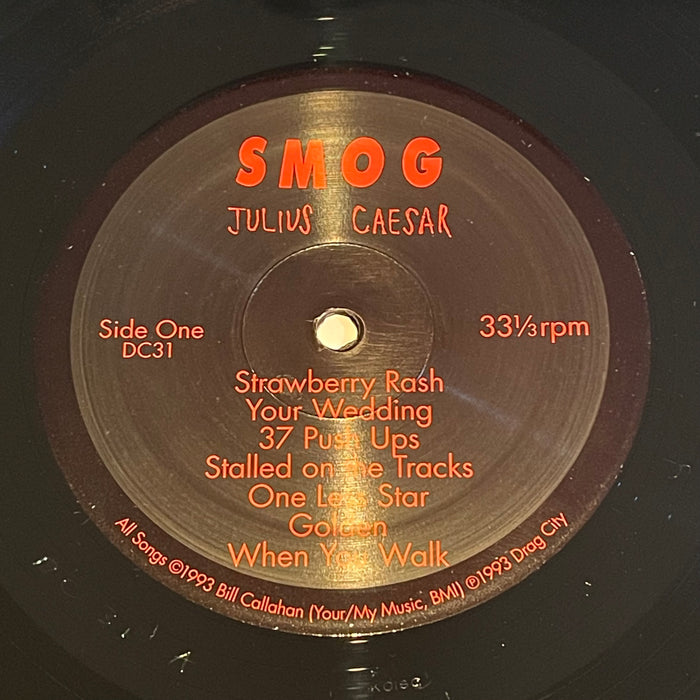 SMOG
JULIUS CAESAR
Side One
DC31
33⅓rpm
Strawberry Rash
Your Wedding
37 Push Ups
Stalled on the Tracks
One Less Star
Golden
When You Walk
All Songs ©1993 Bill Callahan (Your/My Music, BMI) ℗1993 Drag City